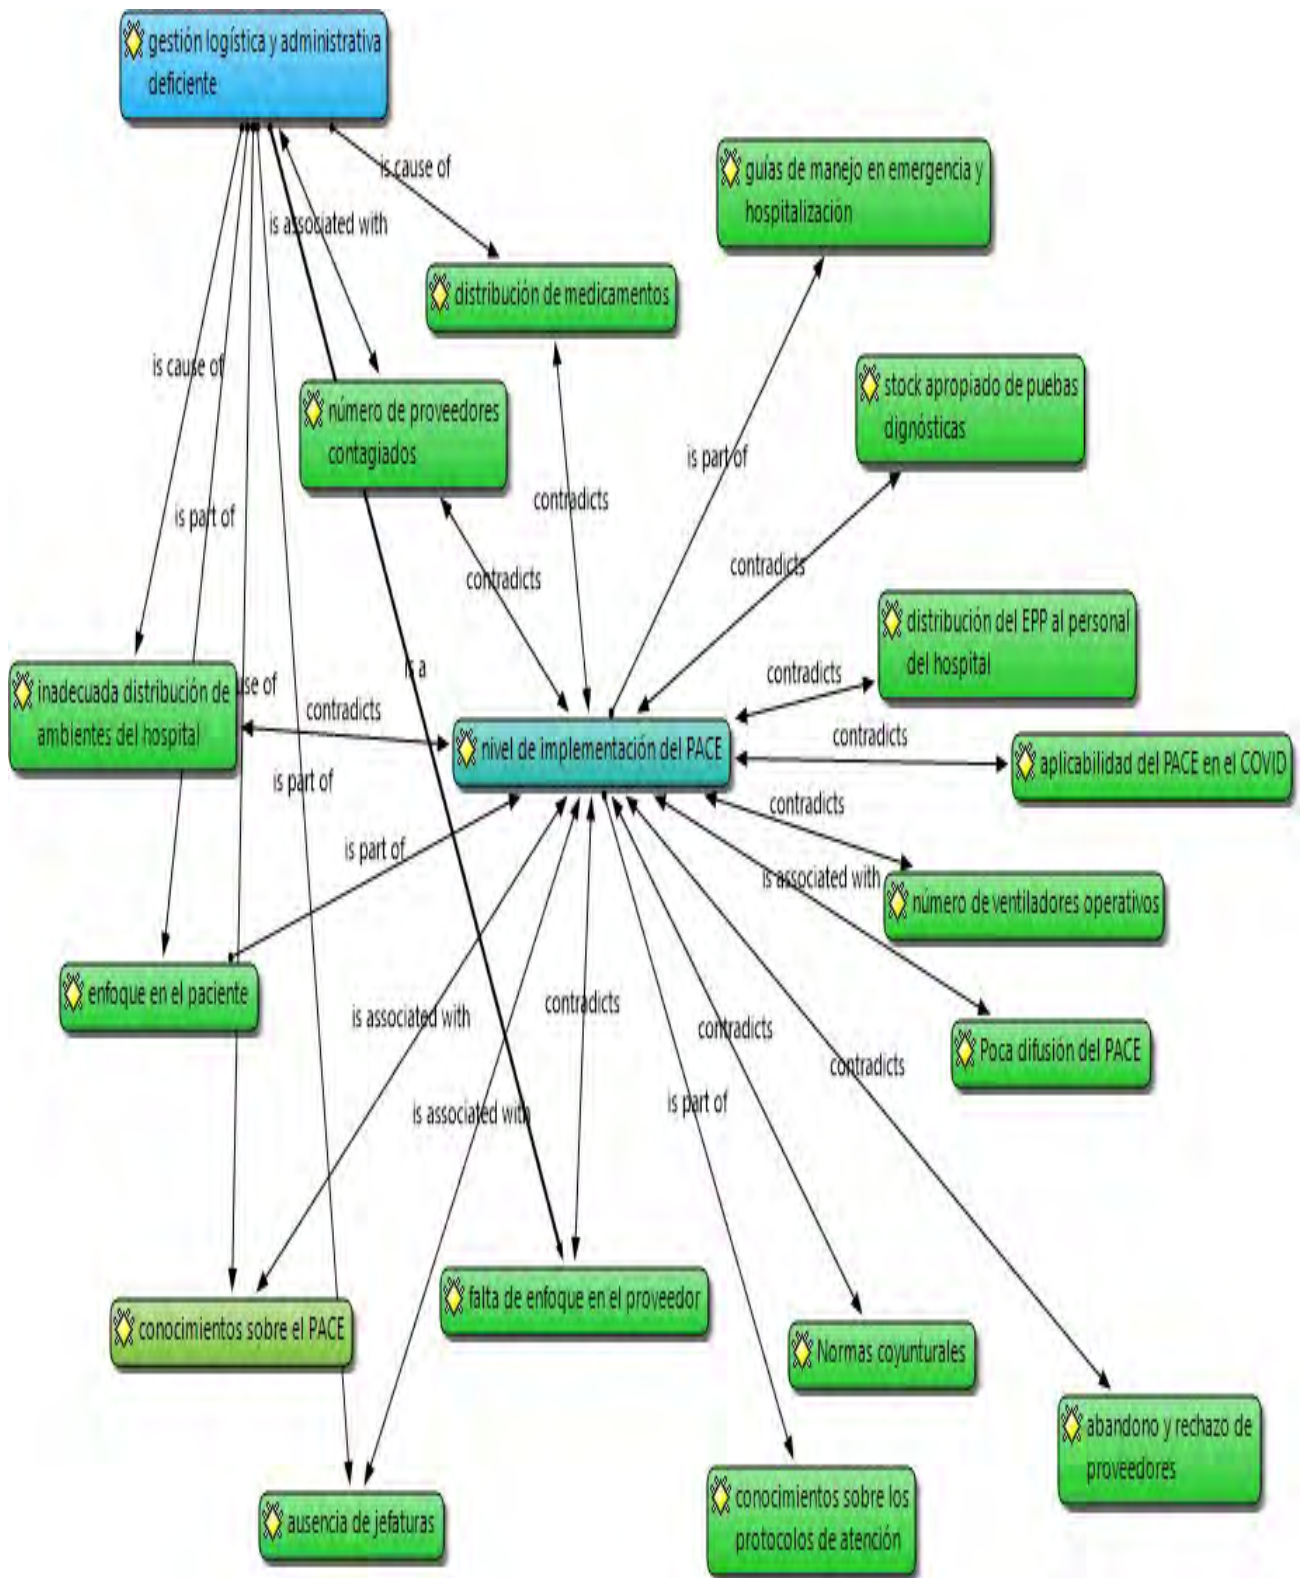 gestión logística y administrativa
deficiente
is cause of
guías de manejo en emergencia y
hospitalización
is associated with
distribución de medicamentos
is cause of
número de proveedores
contagiados
stock apropiado de puebas
dignósticas
is part of
contradicts
is part of
contradicts
contradicts
distribución del EPP al personal
del hospital
is a
contradicts
inadecuada distribución de
ambientes del hospital
use of
contradicts
nivel de implementación del PACE
contradicts
aplicabilidad del PACE en el COVID
is part of
contradicts
is part of
is associated with
número de ventiladores operativos
enfoque en el paciente
contradicts
is associated with
contradicts
Poca difusión del PACE
contradicts
is associated with
is part of
falta de enfoque en el proveedor
conocimientos sobre el PACE
Normas coyunturales
abandono y rechazo de
proveedores
conocimientos sobre los
protocolos de atención
ausencia de jefaturas